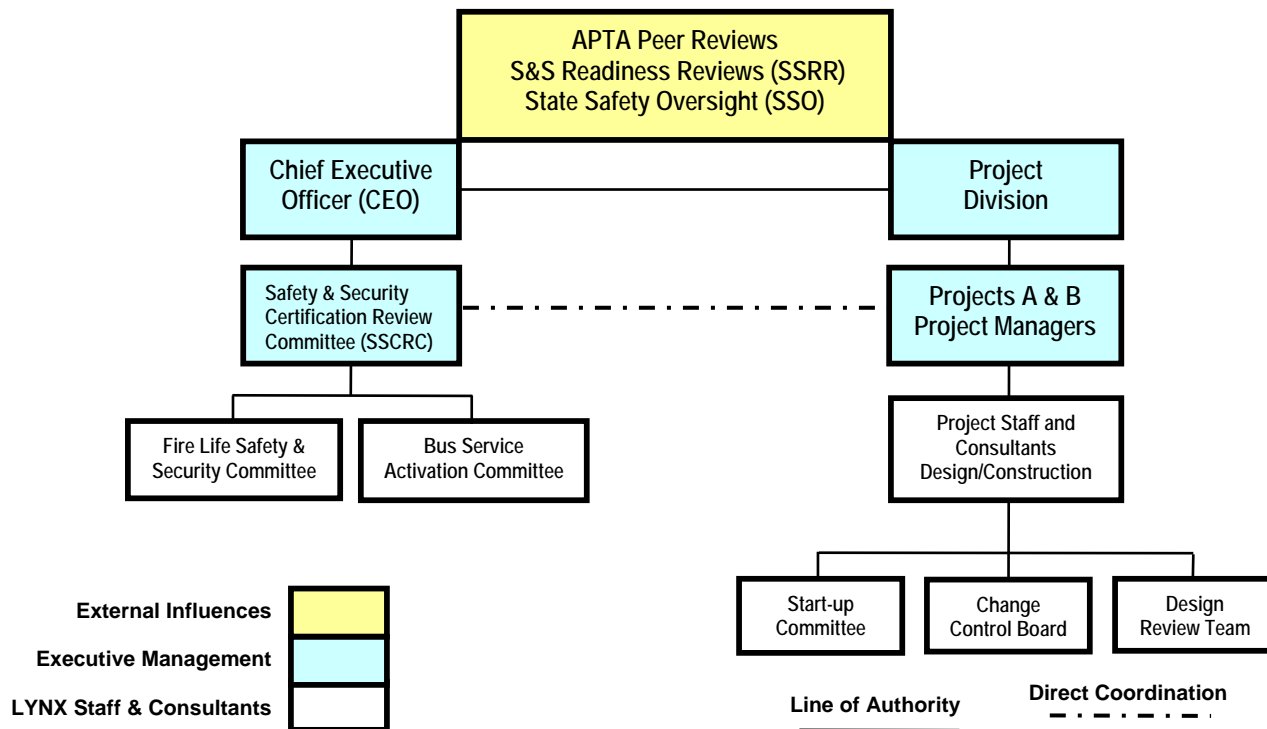 APTA Peer Reviews
S&S Readiness Reviews (SSRR)
State Safety Oversight (SSO)
Chief Executive
Officer (CEO)
Project
Division
Safety & Security
Certification Review
Committee (SSCRC)
Projects A & B
Project Managers
Fire Life Safety &
Security Committee
Bus Service
Activation Committee
Project Staff and
Consultants
Design/Construction
Start-up
Committee
Change
Control Board
Design
Review Team
External Influences
Executive Management
LYNX Staff & Consultants
Line of Authority
Direct Coordination